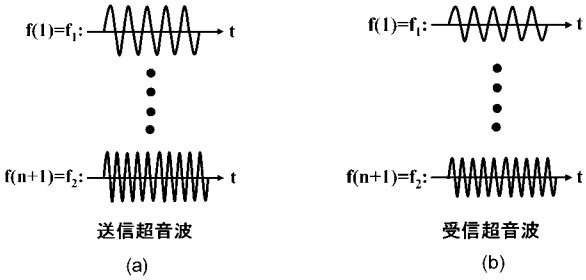 f(1)=f1: t
f(n+1)=f2: t
送信超音波
(a)
f(1)=f1: t
f(n+1)=f2: t
受信超音波
(b)